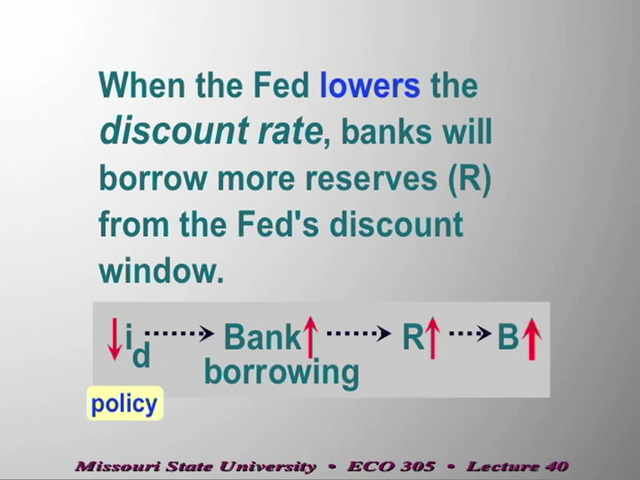 When the Fed lowers the
discount rate, banks will
borrow more reserves (R)
from the Fed's discount
window.
↓i d ⇢ Bank↑ ⇢ R↑ ⇢ B↑
borrowing
policy
Missouri State University • ECO 305 • Lecture 40